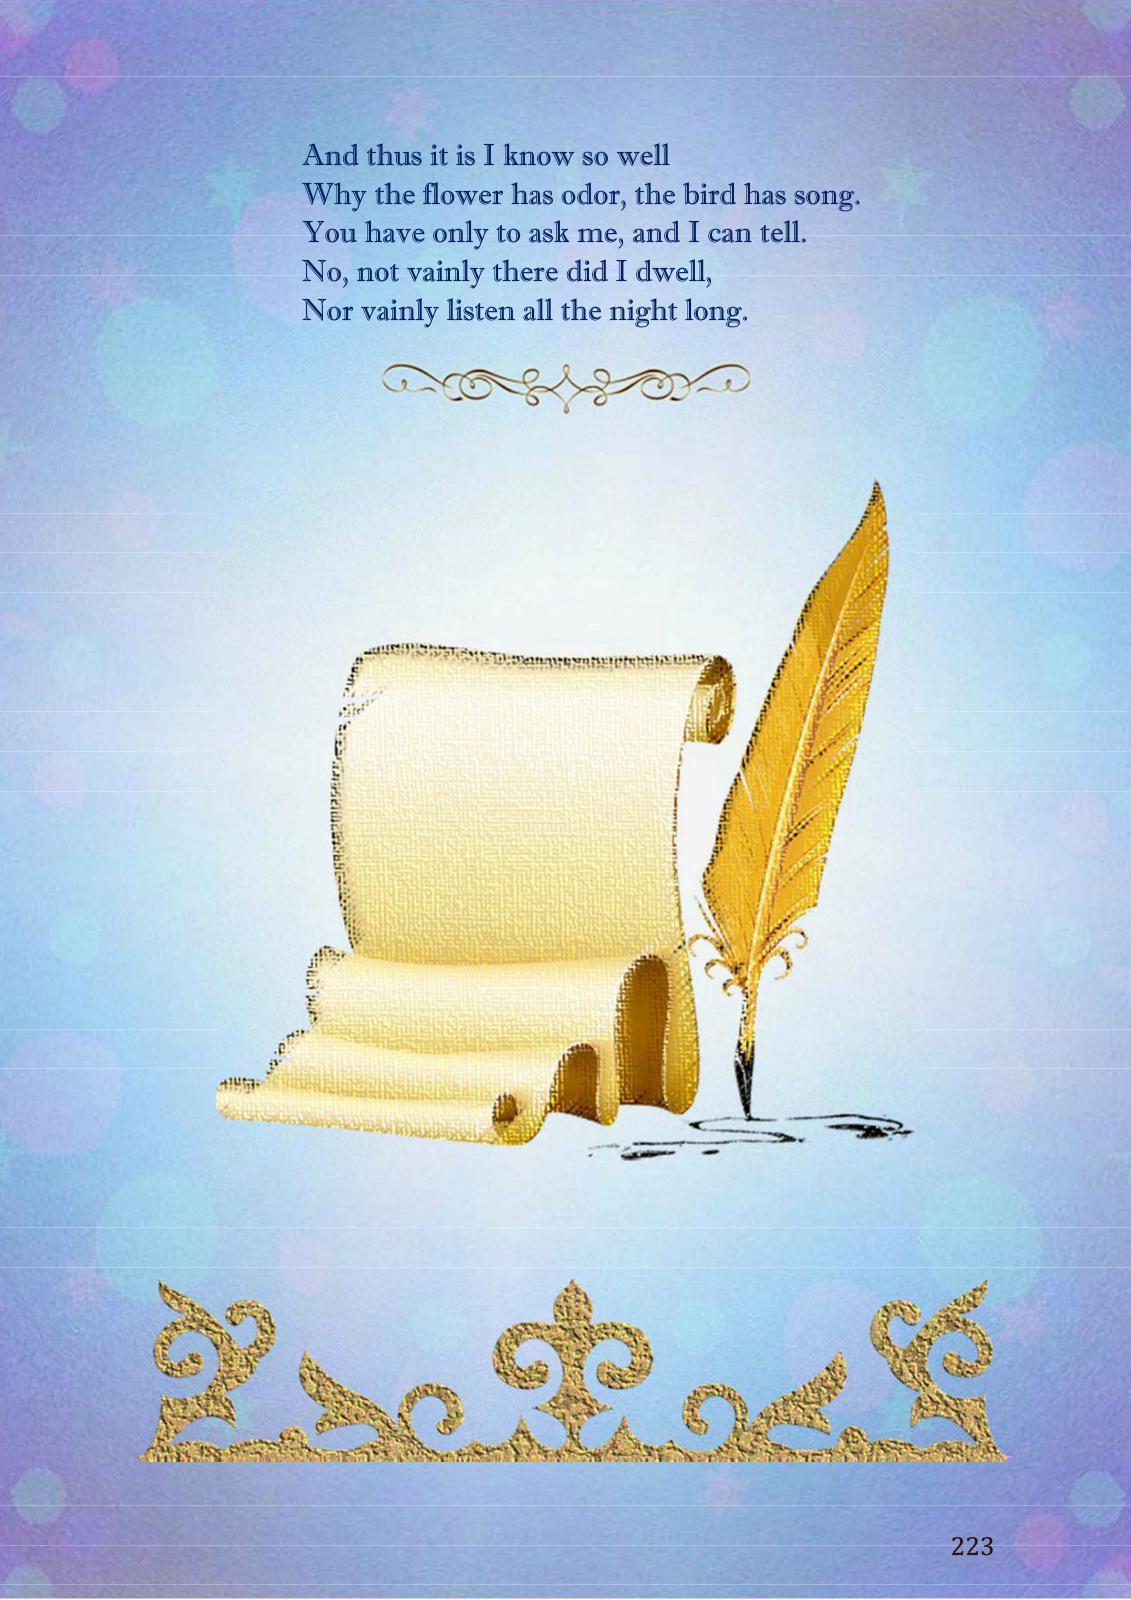 And thus it is I know so well
Why the flower has odor, the bird has song.
You have only to ask me, and I can tell.
No, not vainly there did I dwell,
Nor vainly listen all the night long.
223